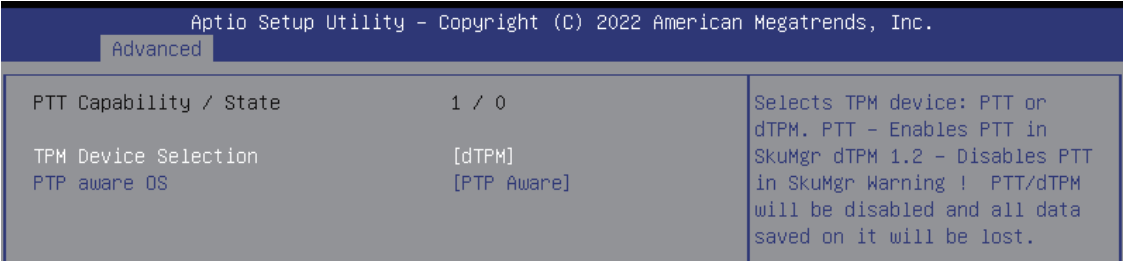 Aptio Setup Utility – Copyright (C) 2022 American Megatrends, Inc.
Advanced
PTT Capability / State 1 / 0
TPM Device Selection [dTPM]
PTP aware OS [PTP Aware]
Selects TPM device: PTT or
dTPM. PTT – Enables PTT in
SkuMgr dTPM 1.2 – Disables PTT
in SkuMgr Warning ! PTT/dTPM
will be disabled and all data
saved on it will be lost.